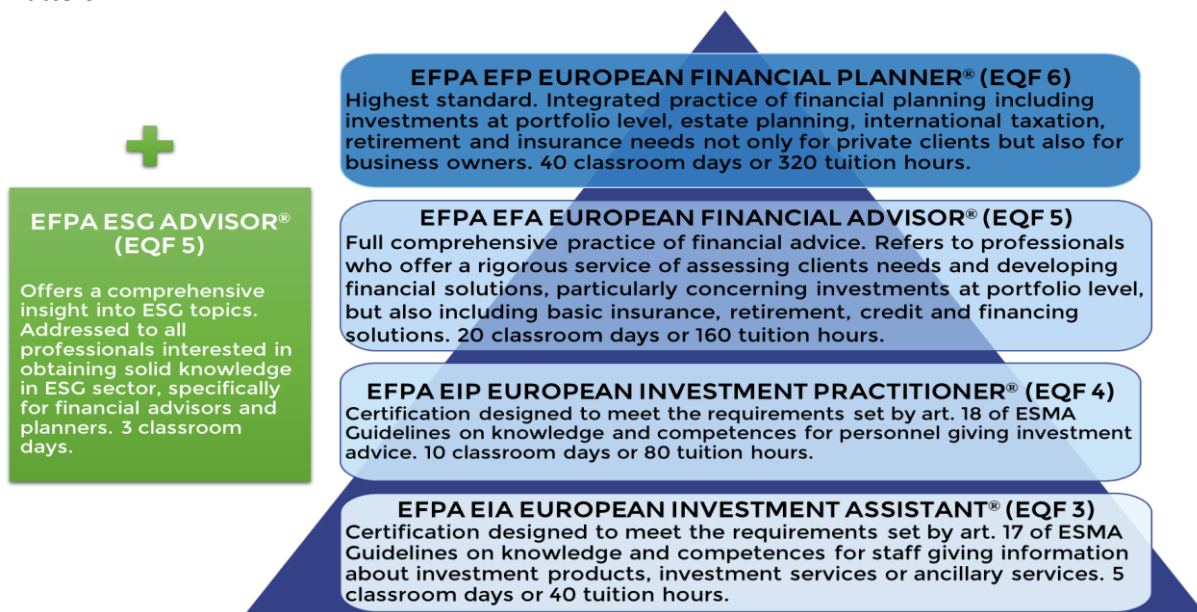 EFPA EFP EUROPEAN FINANCIAL PLANNER® (EQF 6)
Highest standard. Integrated practice of financial planning including
investments at portfolio level, estate planning, international taxation,
retirement and insurance needs not only for private clients but also for
business owners. 40 classroom days or 320 tuition hours.
EFPA ESG ADVISOR®
(EQF 5)
Offers a comprehensive
insight into ESG topics.
Addressed to all
professionals interested in
obtaining solid knowledge
in ESG sector, specifically
for financial advisors and
planners. 3 classroom
days.
EFPA EFA EUROPEAN FINANCIAL ADVISOR® (EQF 5)
Full comprehensive practice of financial advice. Refers to professionals
who offer a rigorous service of assessing clients needs and developing
financial solutions, particularly concerning investments at portfolio level,
but also including basic insurance, retirement, credit and financing
solutions. 20 classroom days or 160 tuition hours.
EFPA EIP EUROPEAN INVESTMENT PRACTITIONER® (EQF 4)
Certification designed to meet the requirements set by art. 18 of ESMA
Guidelines on knowledge and competences for personnel giving investment
advice. 10 classroom days or 80 tuition hours.
EFPA EIA EUROPEAN INVESTMENT ASSISTANT® (EQF 3)
Certification designed to meet the requirements set by art. 17 of ESMA
Guidelines on knowledge and competences for staff giving information
about investment products, investment services or ancillary services. 5
classroom days or 40 tuition hours.